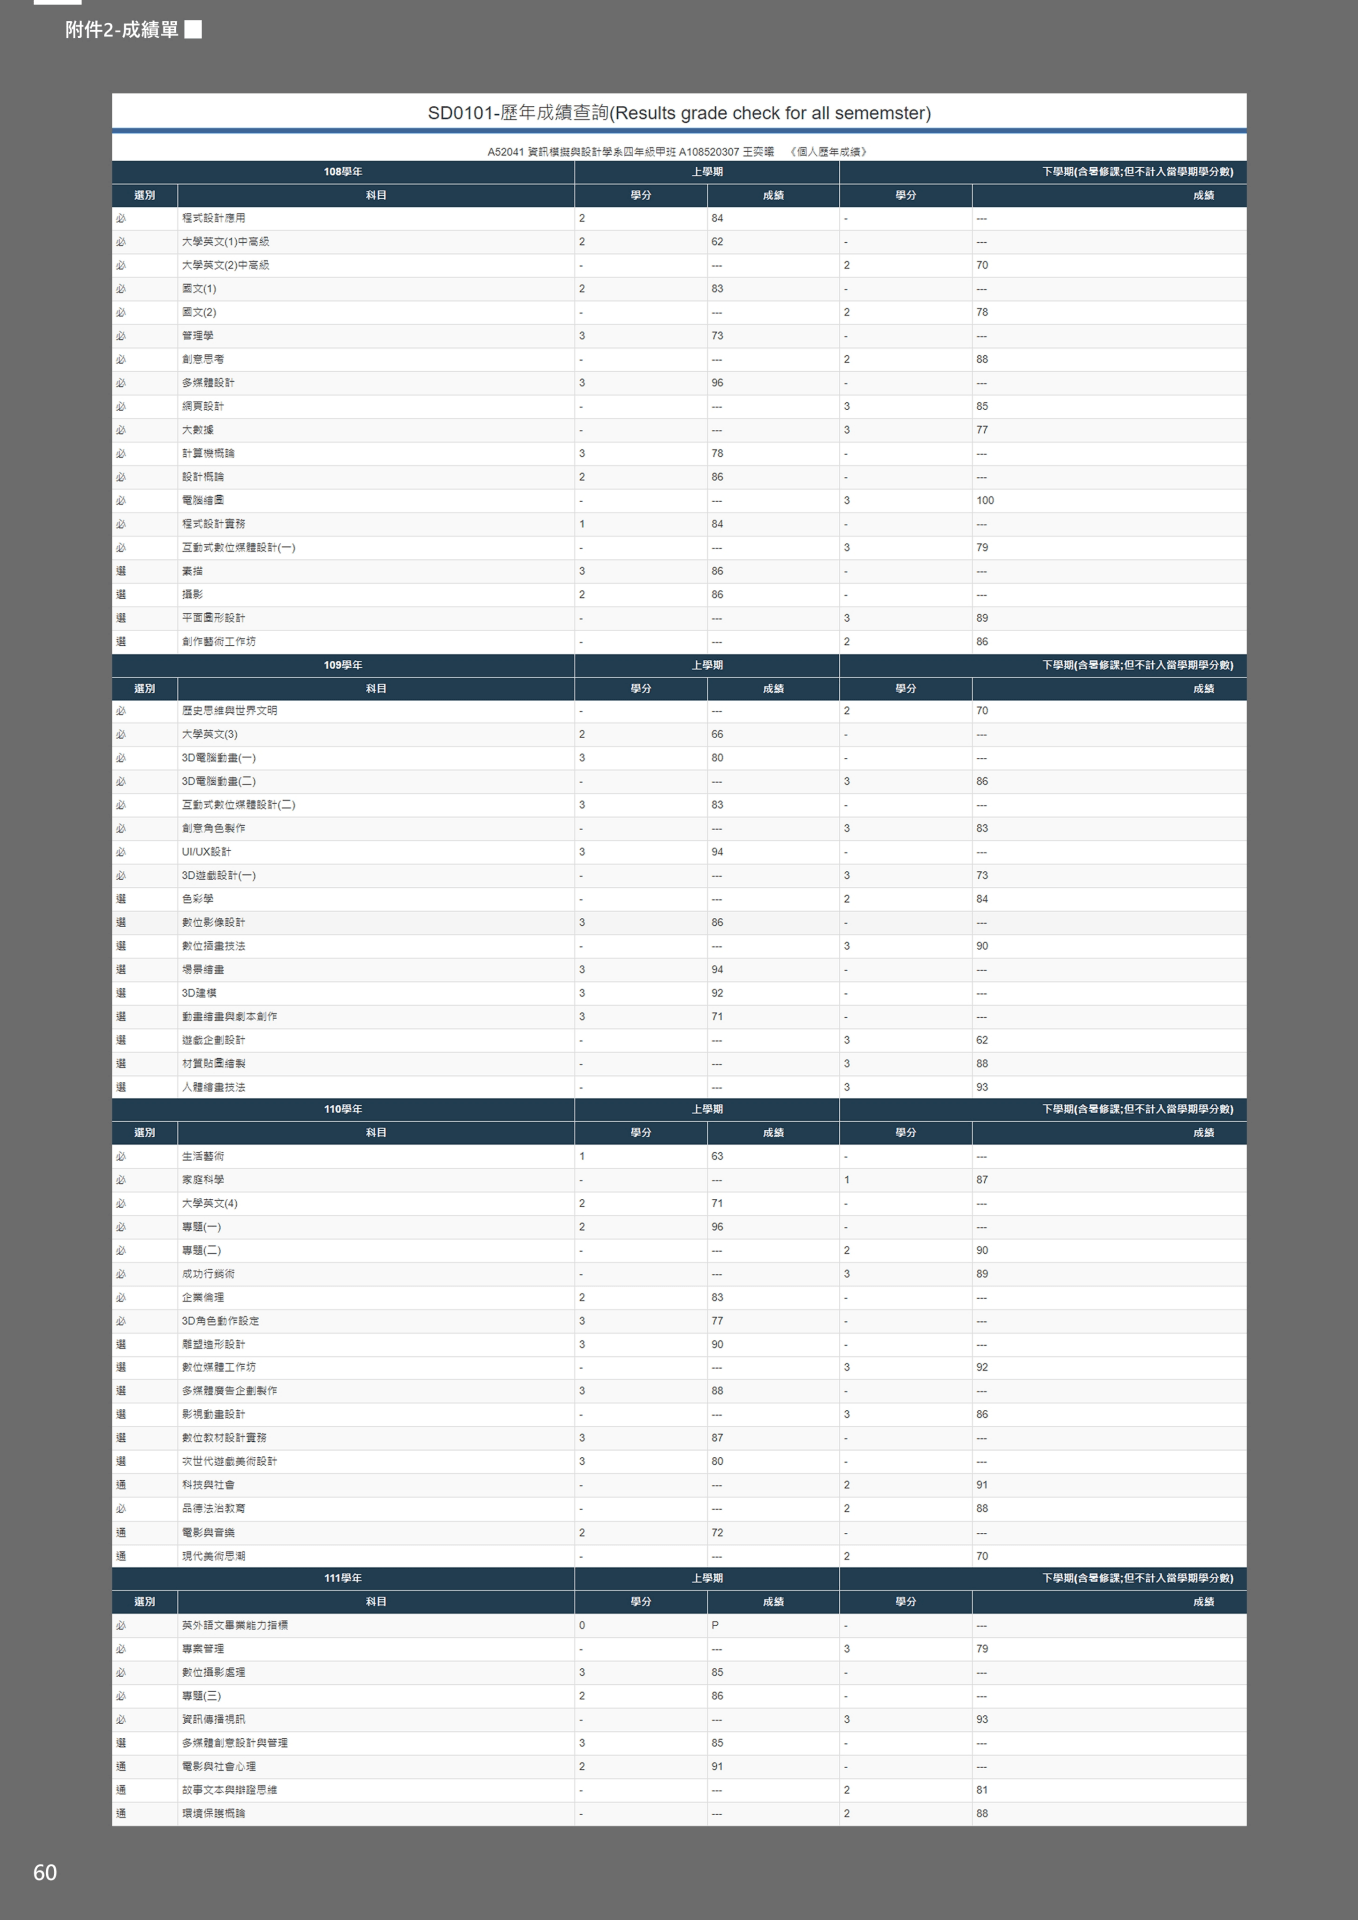 附件2-成績單
SD0101-歷年成績查詢(Results grade check for all sememster)
A52041 資訊模擬與設計學系四年級甲班 A108520307 王奕曦 《個人歷年成績》
108學年 上學期 下學期(含暑修課;但不計入當學期學分數)
選別 科目 學分 成績 學分 成績
必 程式設計應用 2 84 - ---
必 大學英文(1)中高級 2 62 - ---
必 大學英文(2)中高級 - --- 2 70
必 國文(1) 2 83 - ---
必 國文(2) - --- 2 78
必 管理學 3 73 - ---
必 創意思考 - --- 2 88
必 多媒體設計 3 96 - ---
必 網頁設計 - --- 3 85
必 大數據 - --- 3 77
必 計算機概論 3 78 - ---
必 設計概論 2 86 - ---
必 電腦繪圖 - --- 3 100
必 程式設計實務 1 84 - ---
必 互動式數位媒體設計(一) - --- 3 79
選 素描 3 86 - ---
選 攝影 2 86 - ---
選 平面圖形設計 - --- 3 89
選 創作藝術工作坊 - --- 2 86
109學年 上學期 下學期(含暑修課;但不計入當學期學分數)
選別 科目 學分 成績 學分 成績
必 歷史思維與世界文明 - --- 2 70
必 大學英文(3) 2 66 - ---
必 3D電腦動畫(一) 3 80 - ---
必 3D電腦動畫(二) - --- 3 86
必 互動式數位媒體設計(二) 3 83 - ---
必 創意角色製作 - --- 3 83
必 UI/UX設計 3 94 - ---
必 3D遊戲設計(一) - --- 3 73
選 色彩學 - --- 2 84
選 數位影像設計 3 86 - ---
選 數位插畫技法 - --- 3 90
選 場景繪畫 3 94 - ---
選 3D建模 3 92 - ---
選 動畫繪畫與劇本創作 3 71 - ---
選 遊戲企劃設計 - --- 3 62
選 材質貼圖繪製 - --- 3 88
選 人體繪畫技法 - --- 3 93
110學年 上學期 下學期(含暑修課;但不計入當學期學分數)
選別 科目 學分 成績 學分 成績
必 生活藝術 1 63 - ---
必 家庭科學 - --- 1 87
必 大學英文(4) 2 71 - ---
必 專題(一) 2 96 - ---
必 專題(二) - --- 2 90
必 成功行銷術 - --- 3 89
必 企業倫理 2 83 - ---
必 3D角色動作設定 3 77 - ---
選 雕塑造形設計 3 90 - ---
選 數位媒體工作坊 - --- 3 92
選 多媒體廣告企劃製作 3 88 - ---
選 影視動畫設計 - --- 3 86
選 數位教材設計實務 3 87 - ---
選 次世代遊戲美術設計 3 80 - ---
通 科技與社會 - --- 2 91
必 品德法治教育 - --- 2 88
通 電影與音樂 2 72 - ---
通 現代美術思潮 - --- 2 70
111學年 上學期 下學期(含暑修課;但不計入當學期學分數)
選別 科目 學分 成績 學分 成績
必 英外語文畢業能力指標 0 P - ---
必 專案管理 - --- 3 79
必 數位攝影處理 3 85 - ---
必 專題(三) 2 86 - ---
必 資訊傳播視訊 - --- 3 93
選 多媒體創意設計與管理 3 85 - ---
通 電影與社會心理 2 91 - ---
通 故事文本與辯證思維 - --- 2 81
通 環境保護概論 - --- 2 88
60